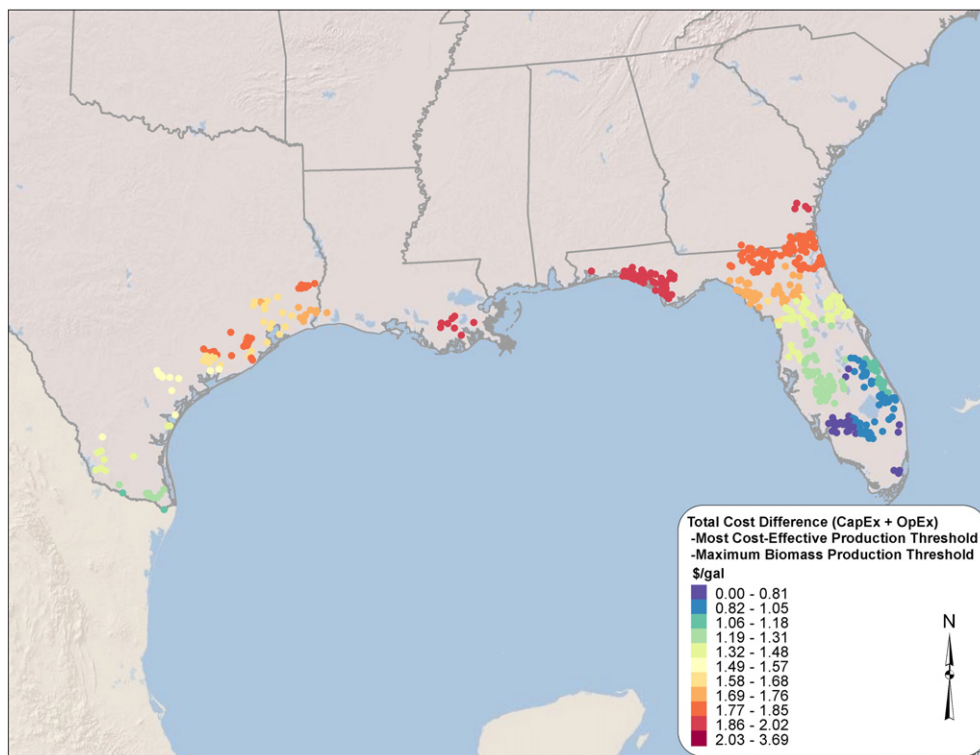 Total Cost Difference (CapEx + OpEx)
-Most Cost-Effective Production Threshold
-Maximum Biomass Production Threshold
$/gal
0.00 - 0.81
0.82 - 1.05
1.06 - 1.18
1.19 - 1.31
1.32 - 1.48
1.49 - 1.57
1.58 - 1.68
1.69 - 1.76
1.77 - 1.85
1.86 - 2.02
2.03 - 3.69
N